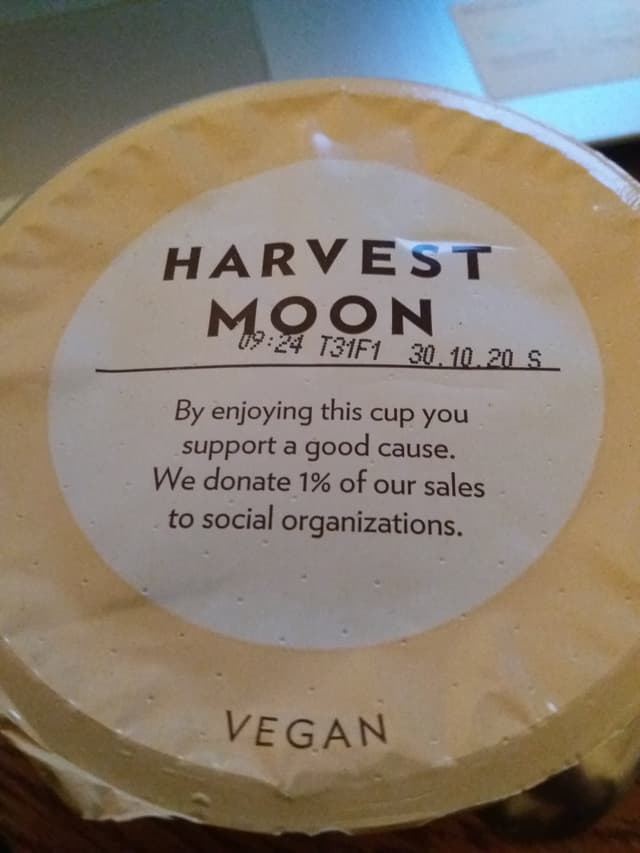 HARVEST
MOON
09:24 T31F1 30.10.20 S
By enjoying this cup you
support a good cause.
We donate 1% of our sales
to social organizations.
VEGAN